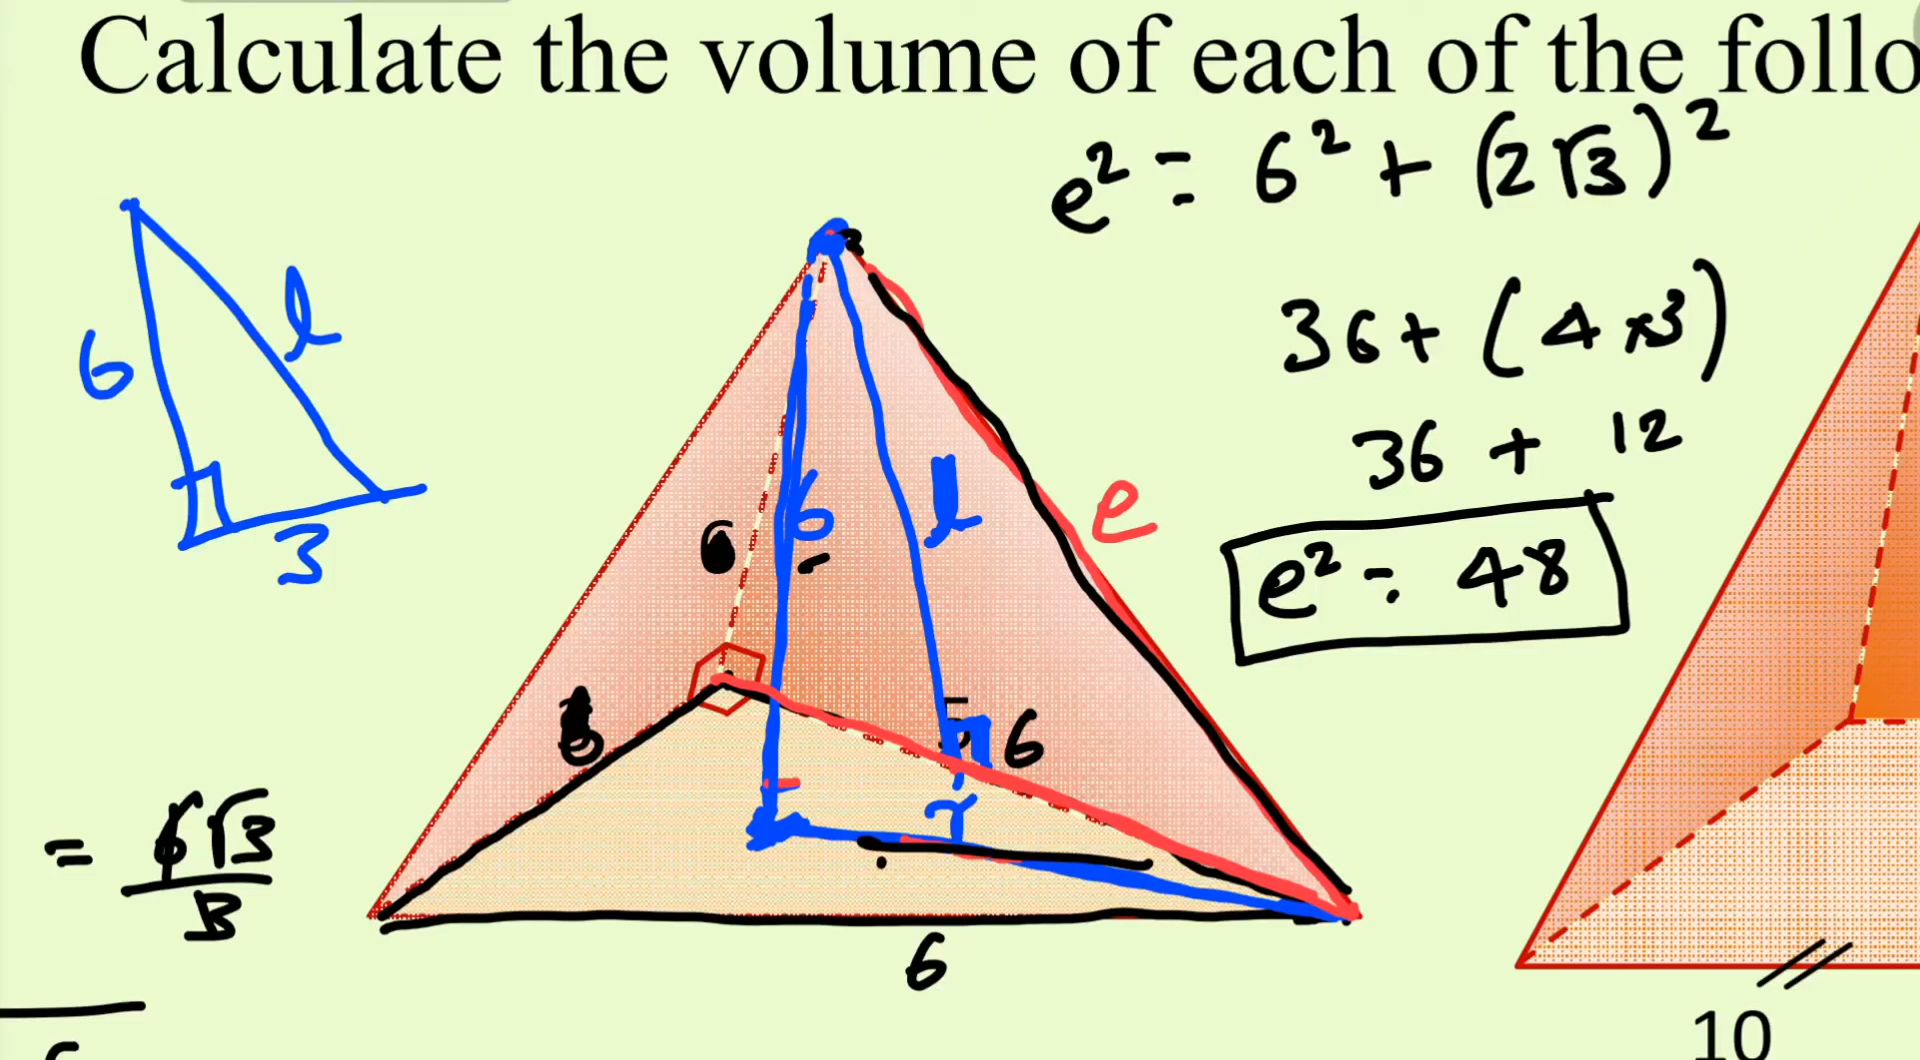 Calculate the volume of each of the follo
e² = 6² + (2√3)²
36 + (4×3)
36 + 12
e² = 48
6
l
3
6
l
e
6
6
6
= 6√3
3
10